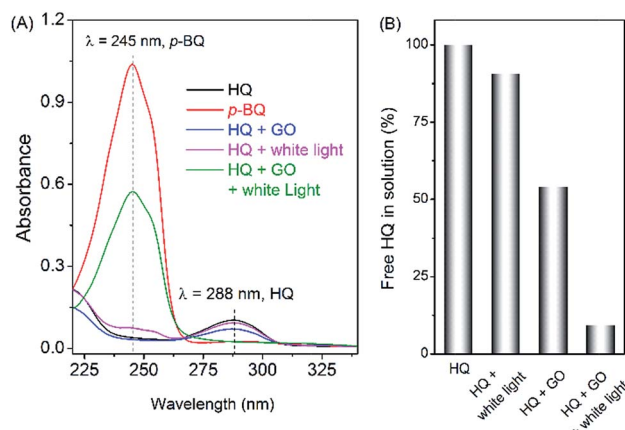 (A)
λ = 245 nm, p-BQ
HQ
p-BQ
HQ + GO
HQ + white light
HQ + GO
+ white Light
λ = 288 nm, HQ
1.2
0.9
0.6
0.3
0.0
Absorbance
225
250
275
300
325
Wavelength (nm)
(B)
100
75
50
25
0
Free HQ in solution (%)
HQ
HQ +
white light
HQ + GO
HQ + GO
+ white light